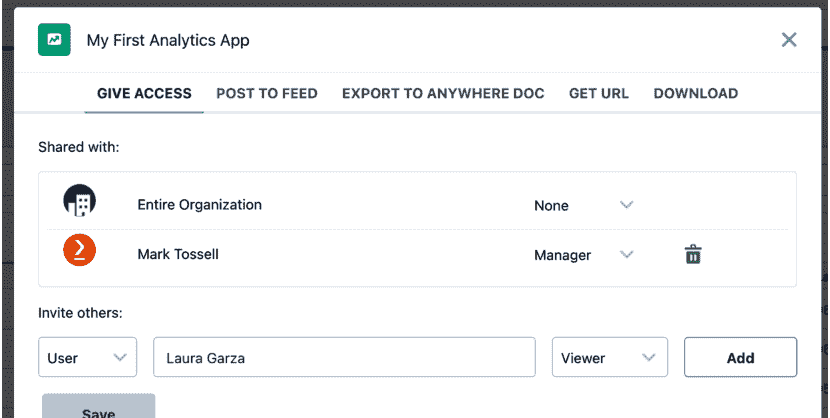 My First Analytics App
GIVE ACCESS POST TO FEED EXPORT TO ANYWHERE DOC GET URL DOWNLOAD
Shared with:
Entire Organization None
Mark Tossell Manager
Invite others:
User Laura Garza Viewer Add
Save